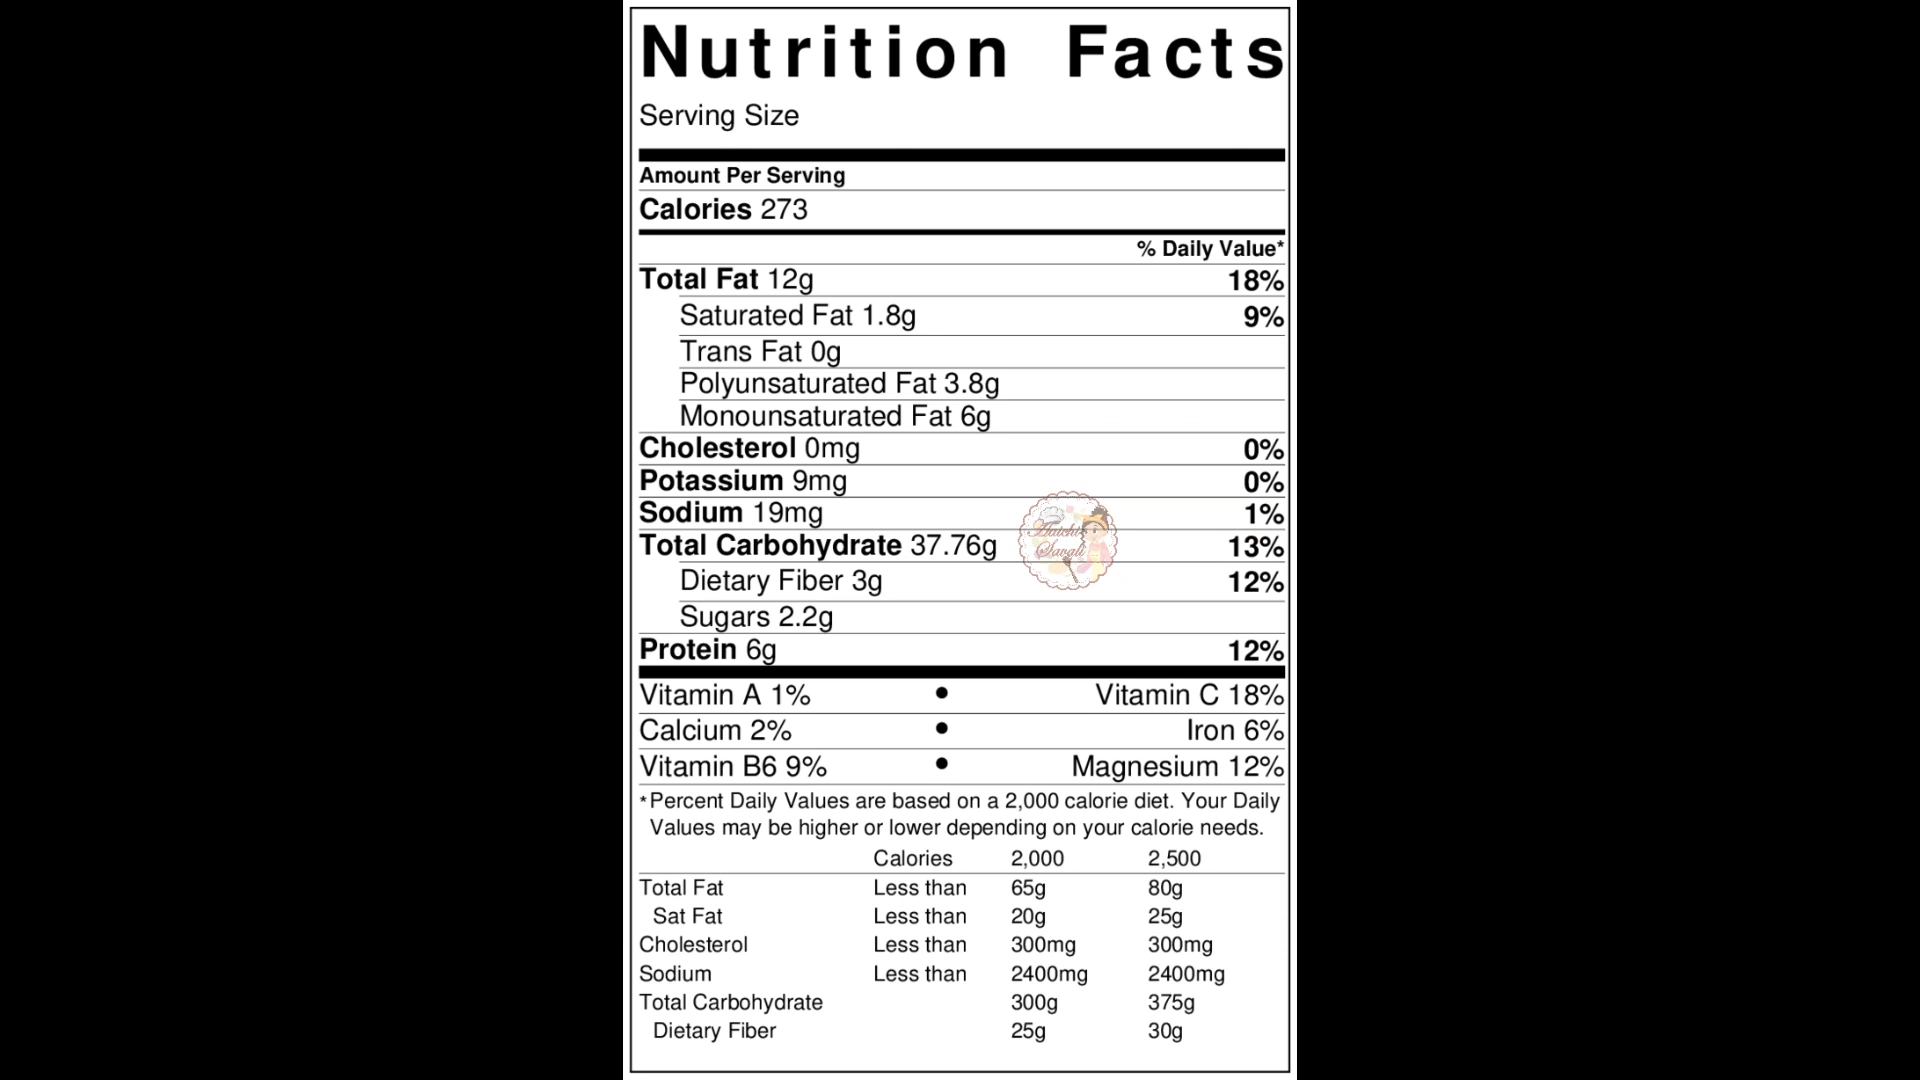 Nutrition Facts
Serving Size
Amount Per Serving
Calories 273
% Daily Value*
Total Fat 12g 18%
Saturated Fat 1.8g 9%
Trans Fat 0g
Polyunsaturated Fat 3.8g
Monounsaturated Fat 6g
Cholesterol 0mg 0%
Potassium 9mg 0%
Sodium 19mg 1%
Total Carbohydrate 37.76g 13%
Dietary Fiber 3g 12%
Sugars 2.2g
Protein 6g 12%
Vitamin A 1% • Vitamin C 18%
Calcium 2% • Iron 6%
Vitamin B6 9% • Magnesium 12%
*Percent Daily Values are based on a 2,000 calorie diet. Your Daily
Values may be higher or lower depending on your calorie needs.
Calories 2,000 2,500
Total Fat Less than 65g 80g
Sat Fat Less than 20g 25g
Cholesterol Less than 300mg 300mg
Sodium Less than 2400mg 2400mg
Total Carbohydrate 300g 375g
Dietary Fiber 25g 30g